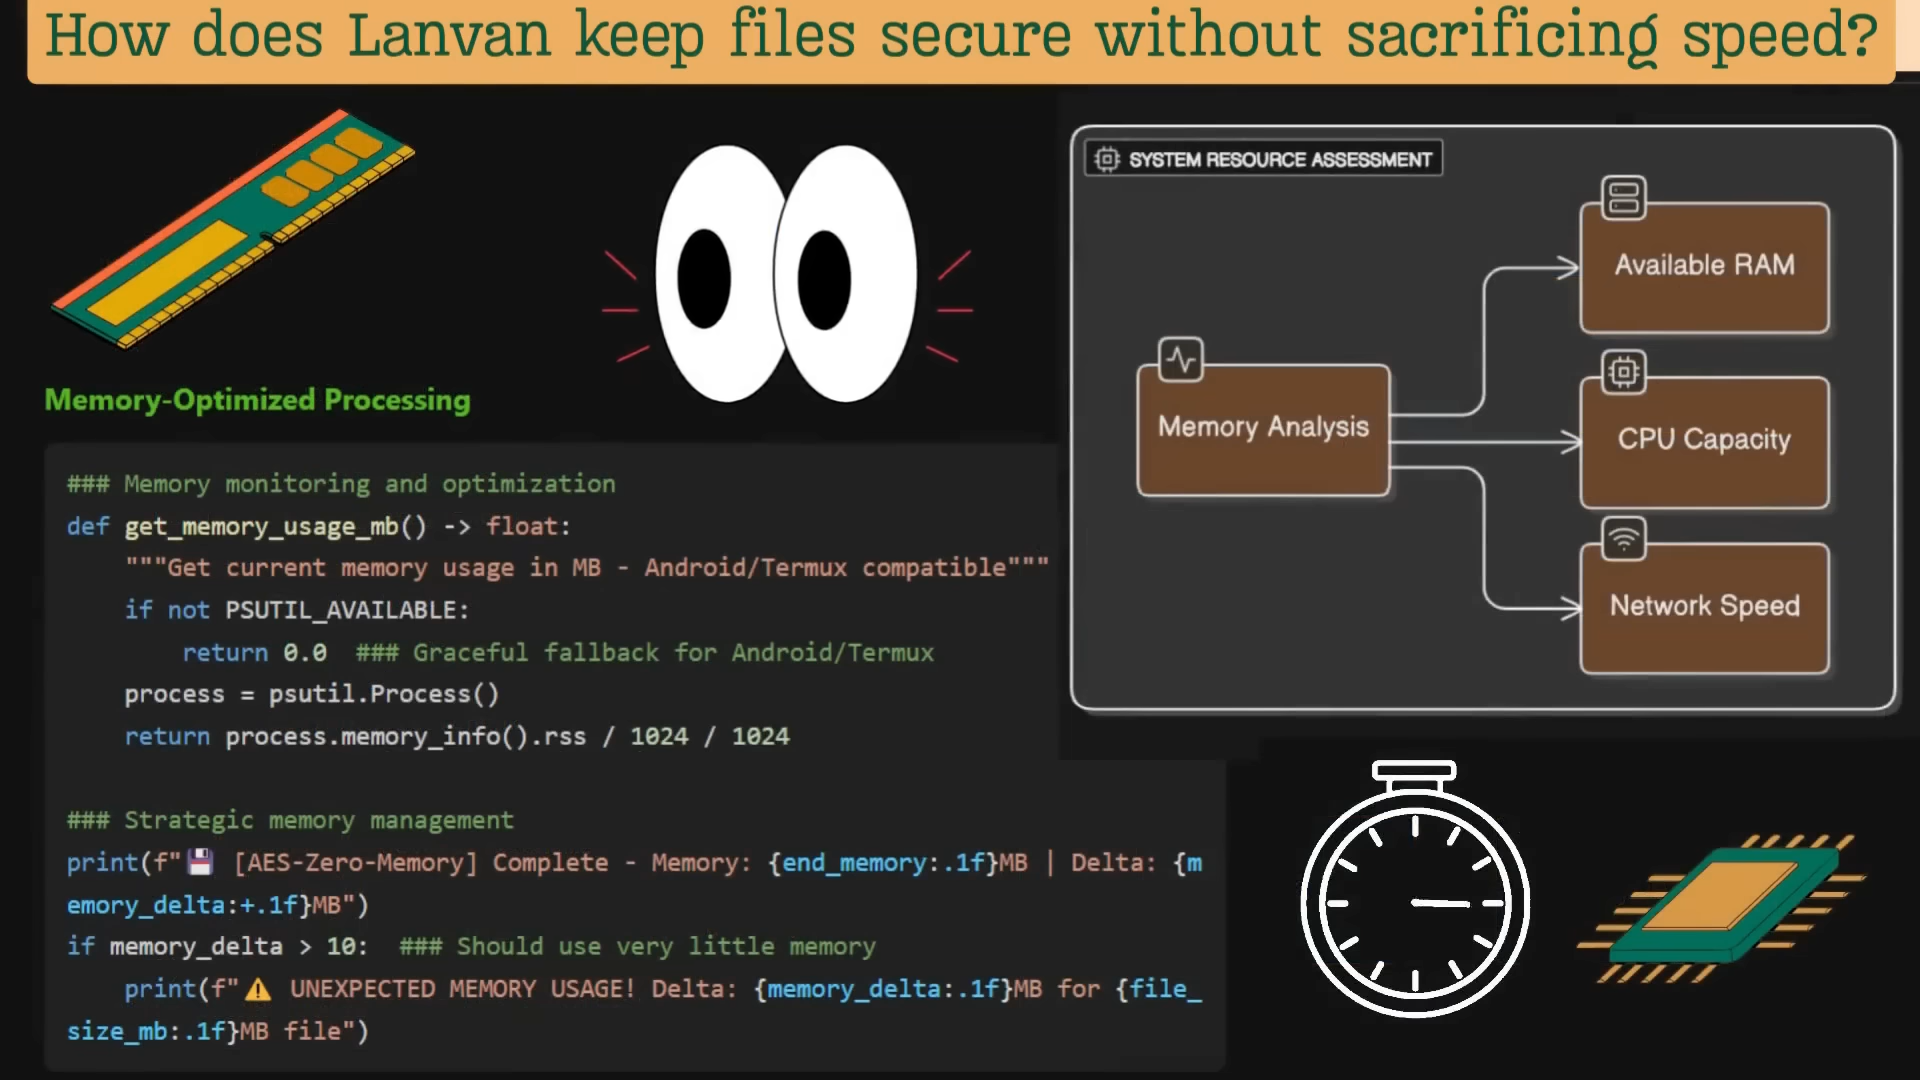 How does Lanvan keep files secure without sacrificing speed?
Memory-Optimized Processing
### Memory monitoring and optimization
def get_memory_usage_mb() -> float:
"""Get current memory usage in MB - Android/Termux compatible"""
if not PSUTIL_AVAILABLE:
return 0.0  ### Graceful fallback for Android/Termux
process = psutil.Process()
return process.memory_info().rss / 1024 / 1024
### Strategic memory management
print(f"💾 [AES-Zero-Memory] Complete - Memory: {end_memory:.1f}MB | Delta: {m
emory_delta:+.1f}MB")
if memory_delta > 10:  ### Should use very little memory
print(f"⚠️ UNEXPECTED MEMORY USAGE! Delta: {memory_delta:.1f}MB for {file_
size_mb:.1f}MB file")
SYSTEM RESOURCE ASSESSMENT
Memory Analysis
Available RAM
CPU Capacity
Network Speed